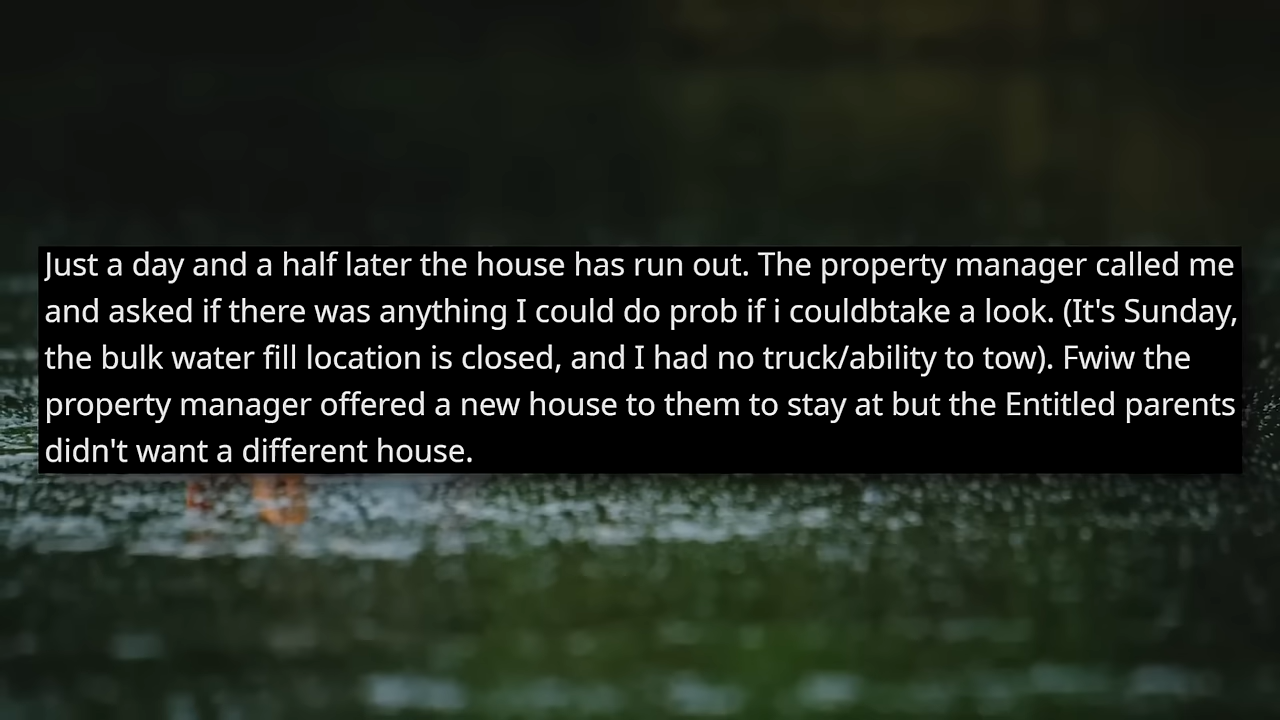 Just a day and a half later the house has run out. The property manager called me
and asked if there was anything I could do prob if i couldbtake a look. (It's Sunday,
the bulk water fill location is closed, and I had no truck/ability to tow). Fwiw the
property manager offered a new house to them to stay at but the Entitled parents
didn't want a different house.